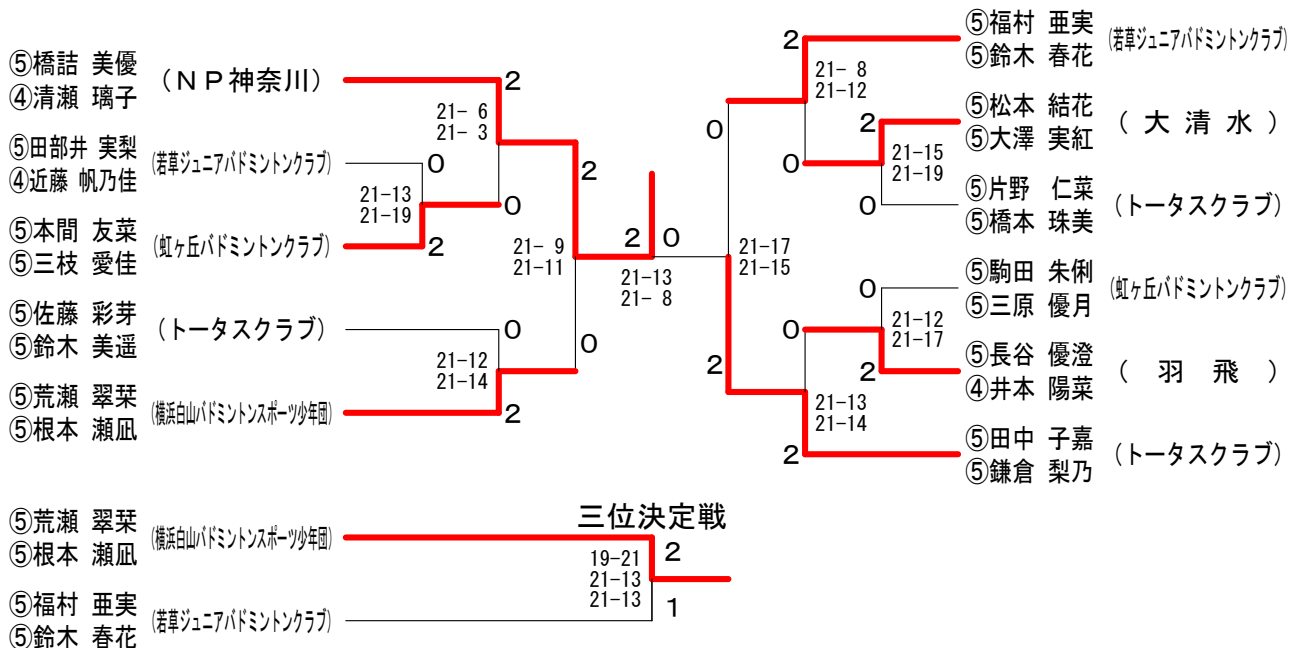 ⑤橋詰 美優
④清瀬 璃子
(ＮＰ神奈川)
2
21- 6
21- 3
⑤田部井 実梨
④近藤 帆乃佳
(若草ジュニアバドミントンクラブ)
0
21-13
21-19
0
⑤本間 友菜
⑤三枝 愛佳
(虹ヶ丘バドミントンクラブ)
2
2
21- 9
21-11
⑤佐藤 彩芽
⑤鈴木 美遥
(トータスクラブ)
0
21-12
21-14
0
⑤荒瀬 翠栞
⑤根本 瀬凪
(横浜白山バドミントンスポーツ少年団)
2
2
0
21-13
21- 8
⑤福村 亜実
⑤鈴木 春花
(若草ジュニアバドミントンクラブ)
2
21- 8
21-12
0
⑤松本 結花
⑤大澤 実紅
(大清水)
2
0
21-15
21-19
⑤片野 仁菜
⑤橋本 珠美
(トータスクラブ)
0
21-17
21-15
⑤駒田 朱俐
⑤三原 優月
(虹ヶ丘バドミントンクラブ)
0
0
21-12
21-17
⑤長谷 優澄
④井本 陽菜
(羽飛)
2
2
21-13
21-14
⑤田中 子嘉
⑤鎌倉 梨乃
(トータスクラブ)
2
三位決定戦
⑤荒瀬 翠栞
⑤根本 瀬凪
(横浜白山バドミントンスポーツ少年団)
2
19-21
21-13
21-13
⑤福村 亜実
⑤鈴木 春花
(若草ジュニアバドミントンクラブ)
1